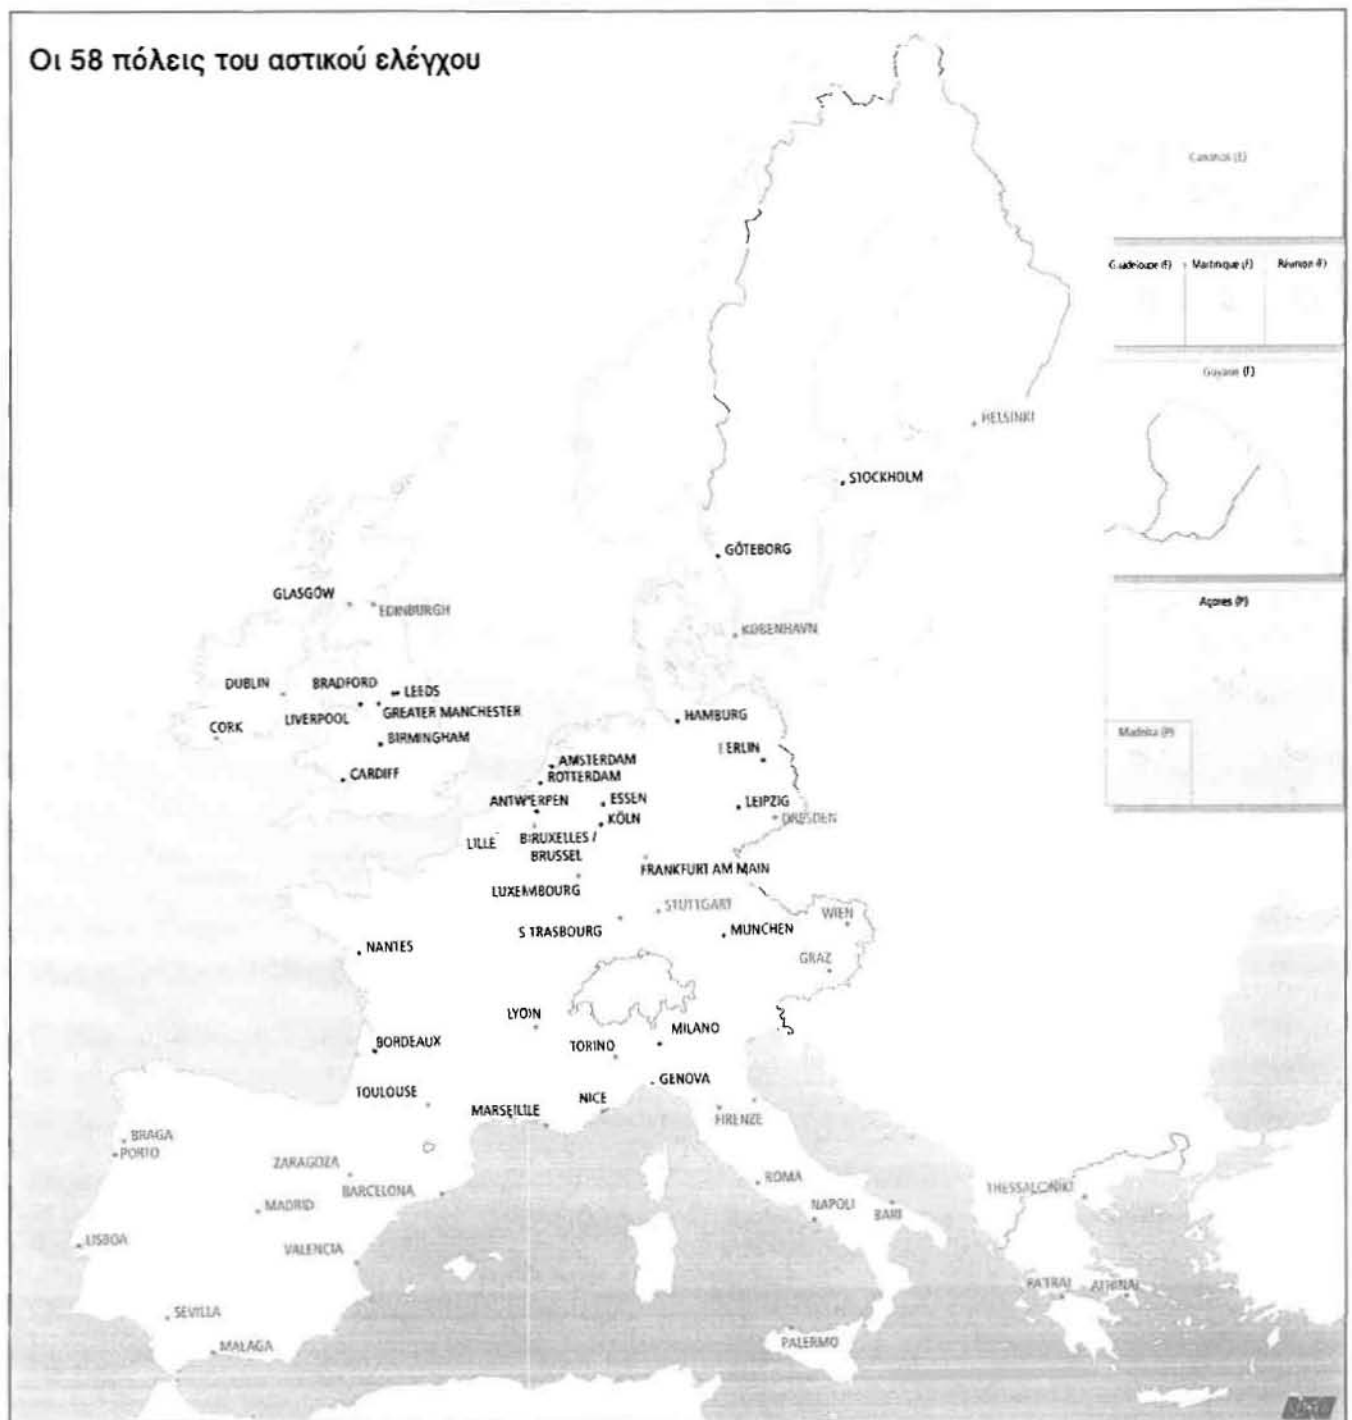 Οι 58 πόλεις του αστικού ελέγχου
Canarias (E)
Guadeloupe (F)
Martinique (F)
Réunion (F)
Guyane (F)
HELSINKI
STOCKHOLM
GÖTEBORG
GLASGOW
EDINBURGH
Açores (P)
KØBENHAVN
DUBLIN
BRADFORD
LEEDS
GREATER MANCHESTER
LIVERPOOL
CORK
HAMBURG
BIRMINGHAM
Madeira (P)
BERLIN
AMSTERDAM
CARDIFF
ROTTERDAM
ANTWERPEN
ESSEN
LEIPZIG
KÖLN
DRESDEN
LILLE
BRUXELLES /
BRUSSEL
FRANKFURT AM MAIN
LUXEMBOURG
STUTTGART
WIEN
STRASBOURG
MUNCHEN
NANTES
GRAZ
LYON
MILANO
BORDEAUX
TORINO
GENOVA
TOULOUSE
NICE
MARSEILLE
FIRENZE
BRAGA
PORTO
ZARAGOZA
BARCELONA
ROMA
THESSALONIKI
MADRID
NAPOLI
BARI
LISBOA
VALENCIA
PATRAI
ATHINAI
SEVILLA
PALERMO
MALAGA